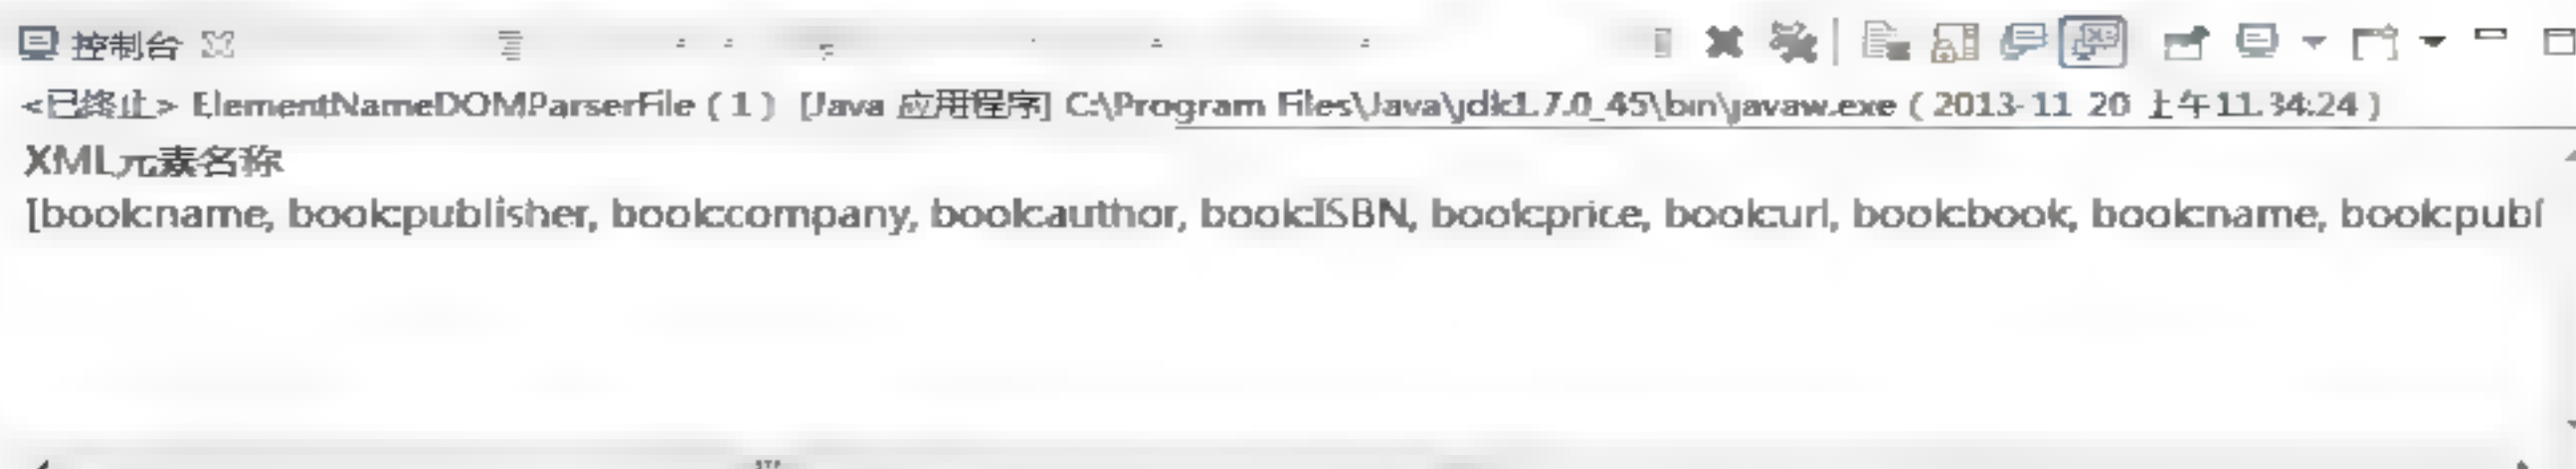 控制台
<已终止> ElementNameDOMParserFile (1) [Java 应用程序] C:\Program Files\Java\jdk1.7.0_45\bin\javaw.exe ( 2013-11 20 上午11:34:24 )
XML元素名称
[book:name, book:publisher, book:company, book:author, book:ISBN, book:price, book:url, book:book, book:name, book:publ